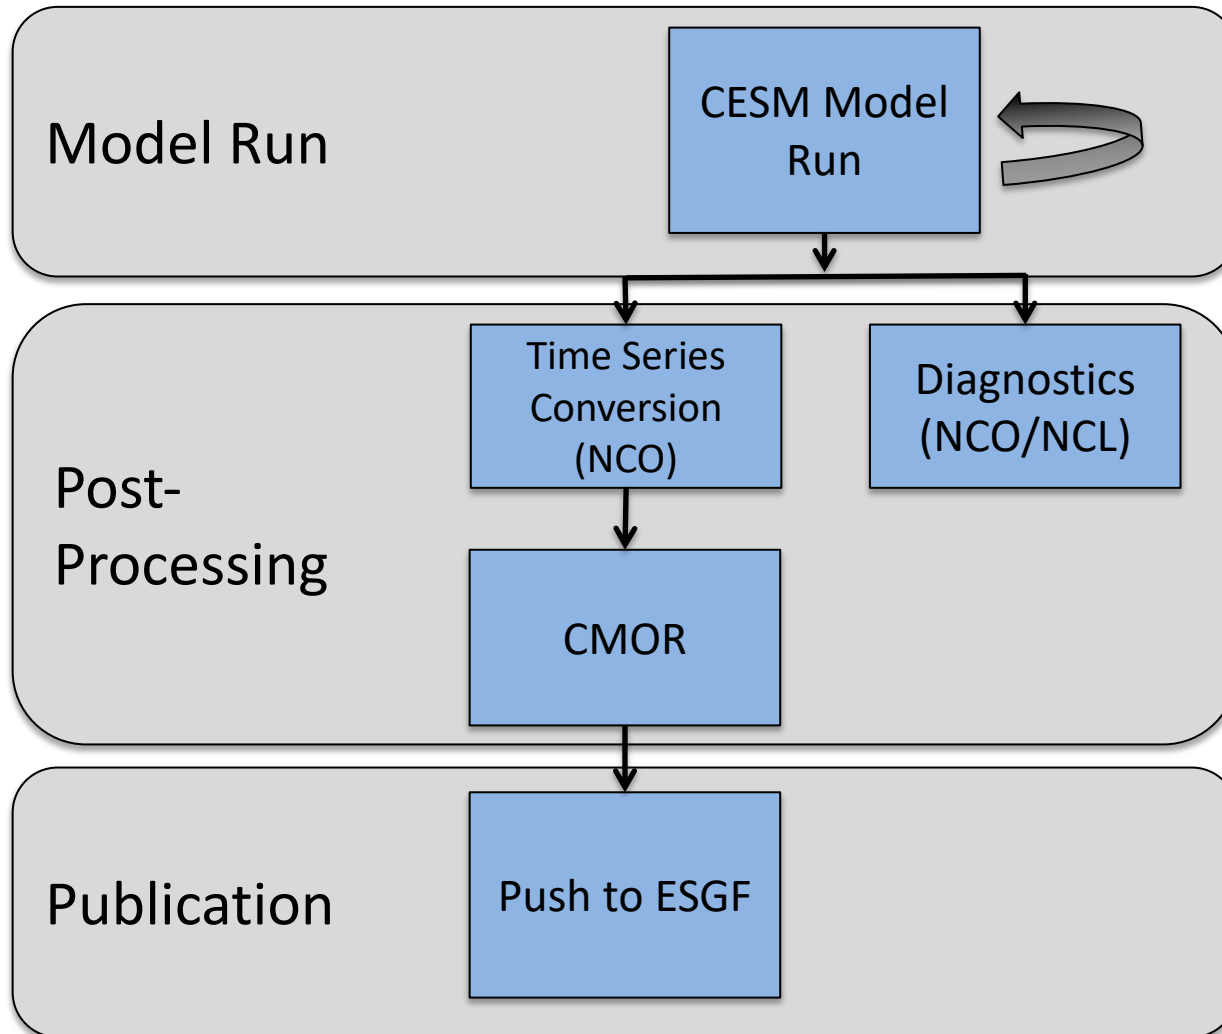 Model Run
CESM Model
Run
Post-
Processing
Time Series
Conversion
(NCO)
Diagnostics
(NCO/NCL)
CMOR
Publication
Push to ESGF